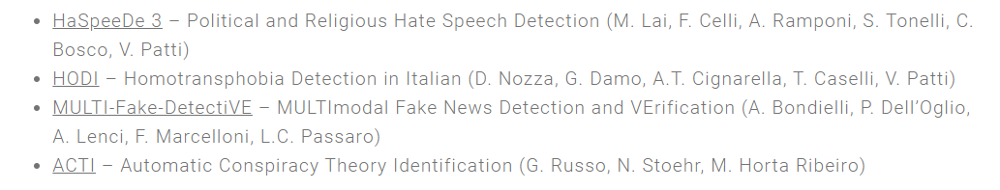 HaSpeeDe 3 – Political and Religious Hate Speech Detection (M. Lai, F. Celli, A. Ramponi, S. Tonelli, C.
Bosco, V. Patti)
HODI – Homotransphobia Detection in Italian (D. Nozza, G. Damo, A.T. Cignarella, T. Caselli, V. Patti)
MULTI-Fake-DetectiVE – MULTImodal Fake News Detection and VErification (A. Bondielli, P. Dell’Oglio,
A. Lenci, F. Marcelloni, L.C. Passaro)
ACTI – Automatic Conspiracy Theory Identification (G. Russo, N. Stoehr, M. Horta Ribeiro)